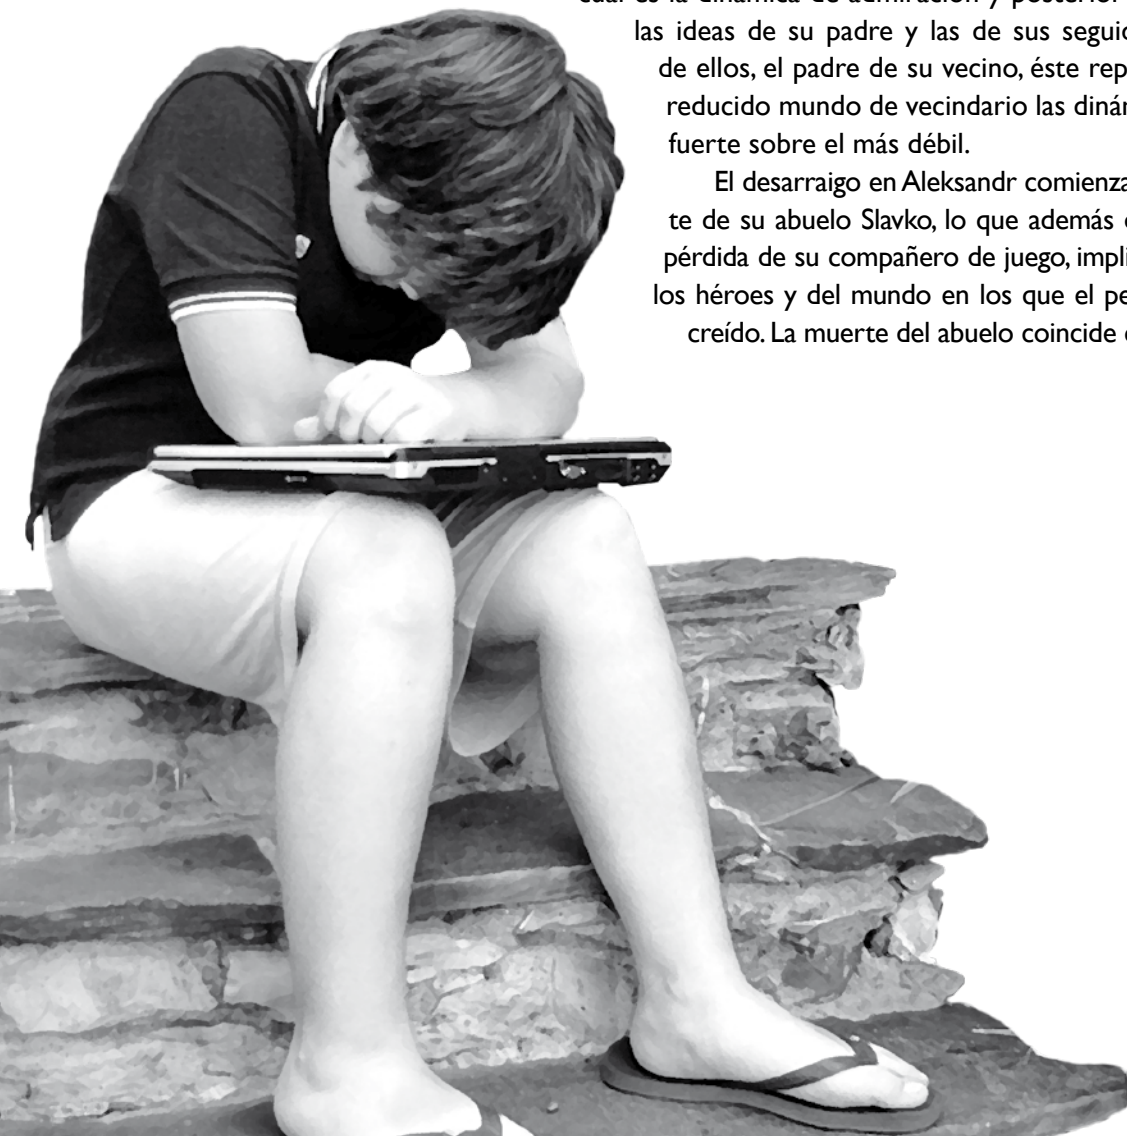 cual es la dinámica de admiración y posterior
las ideas de su padre y las de sus
de ellos, el padre de su vecino, éste
reducido mundo de vecindario las
fuerte sobre el más débil.
El desarraigo en Aleksandr comienza
te de su abuelo Slavko, lo que además
pérdida de su compañero de juego,
los héroes y del mundo en los que el
creído. La muerte del abuelo coincide